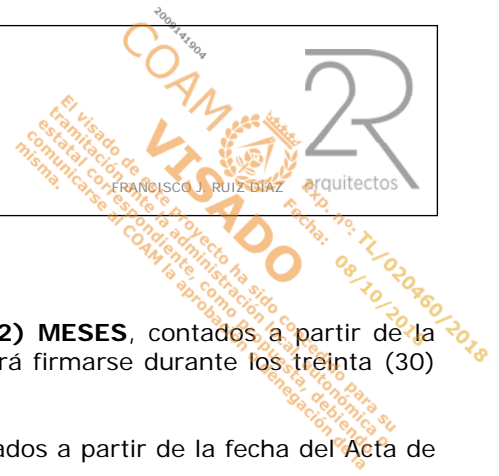 2009141904
COAM
VISADO
El visado de este proyecto ha sido concedido para su
tramitación ante la administración autonómica o
estatal correspondiente, como propuesta, debiendo
comunicarse al COAM la aprobación denegación de la
misma.
Exp. nº: TL/020460/2018
Fecha: 08/10/2018
2R
FRANCISCO J. RUIZ DÍAZ
arquitectos
2) MESES, contados a partir de la
rá firmarse durante los treinta (30)
ados a partir de la fecha del Acta de